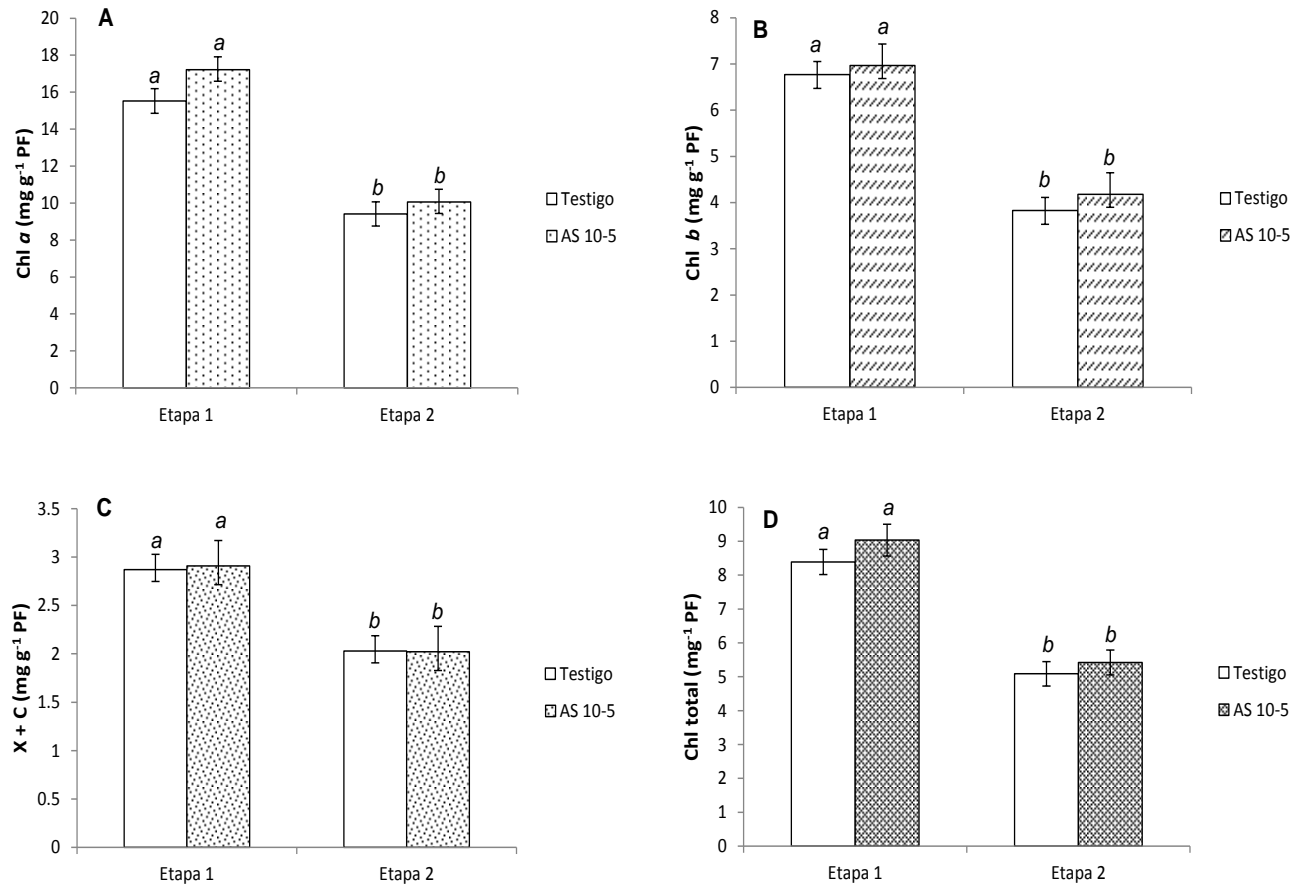 A
Chl a (mg g⁻¹ PF)
20
18
16
14
12
10
8
6
4
2
0
a
a
b
b
Etapa 1
Etapa 2
Testigo
AS 10-5
B
Chl b (mg g⁻¹ PF)
8
7
6
5
4
3
2
1
0
a
a
b
b
Etapa 1
Etapa 2
Testigo
AS 10-5
C
X + C (mg g⁻¹ PF)
3.5
3
2.5
2
1.5
1
0.5
0
a
a
b
b
Etapa 1
Etapa 2
Testigo
AS 10-5
D
Chl total (mg⁻¹ PF)
10
9
8
7
6
5
4
3
2
1
0
a
a
b
b
Etapa 1
Etapa 2
Testigo
AS 10-5